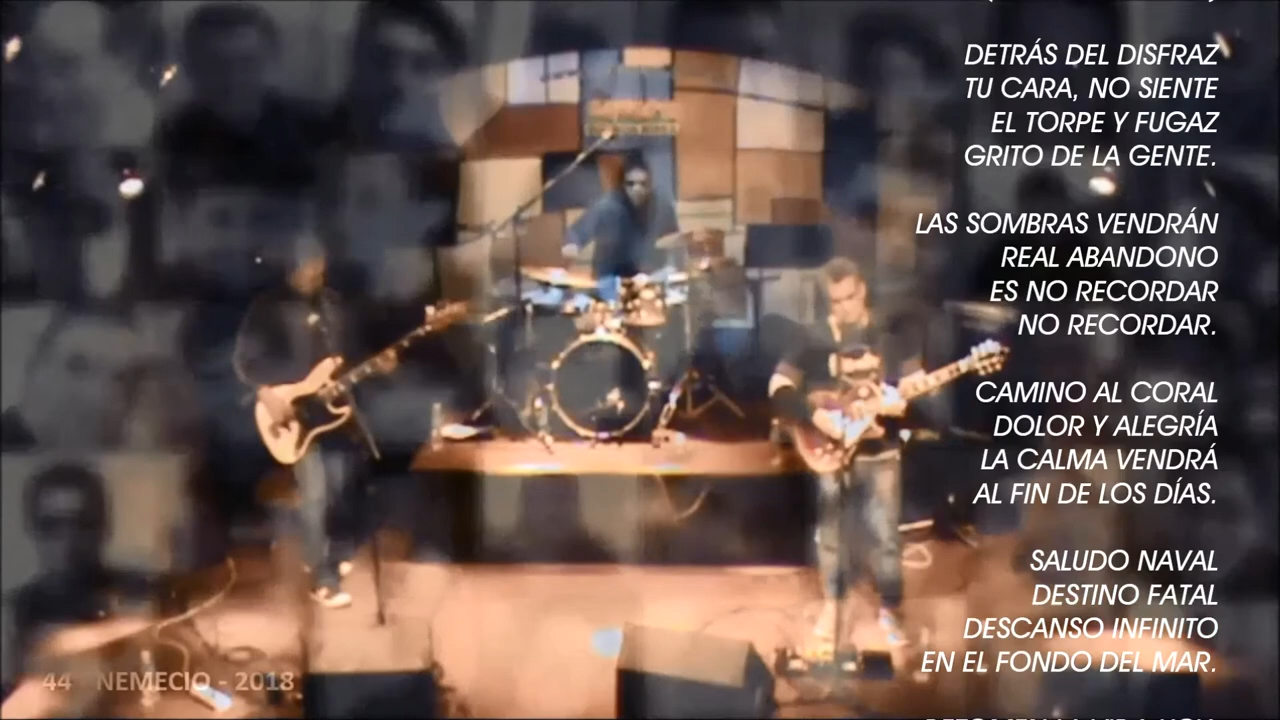 DETRÁS DEL DISFRAZ
TU CARA, NO SIENTE
EL TORPE Y FUGAZ
GRITO DE LA GENTE.
LAS SOMBRAS VENDRÁN
REAL ABANDONO
ES NO RECORDAR
NO RECORDAR.
CAMINO AL CORAL
DOLOR Y ALEGRÍA
LA CALMA VENDRÁ
AL FIN DE LOS DÍAS.
SALUDO NAVAL
DESTINO FATAL
DESCANSO INFINITO
EN EL FONDO DEL MAR.
44 NEMECIO - 2018